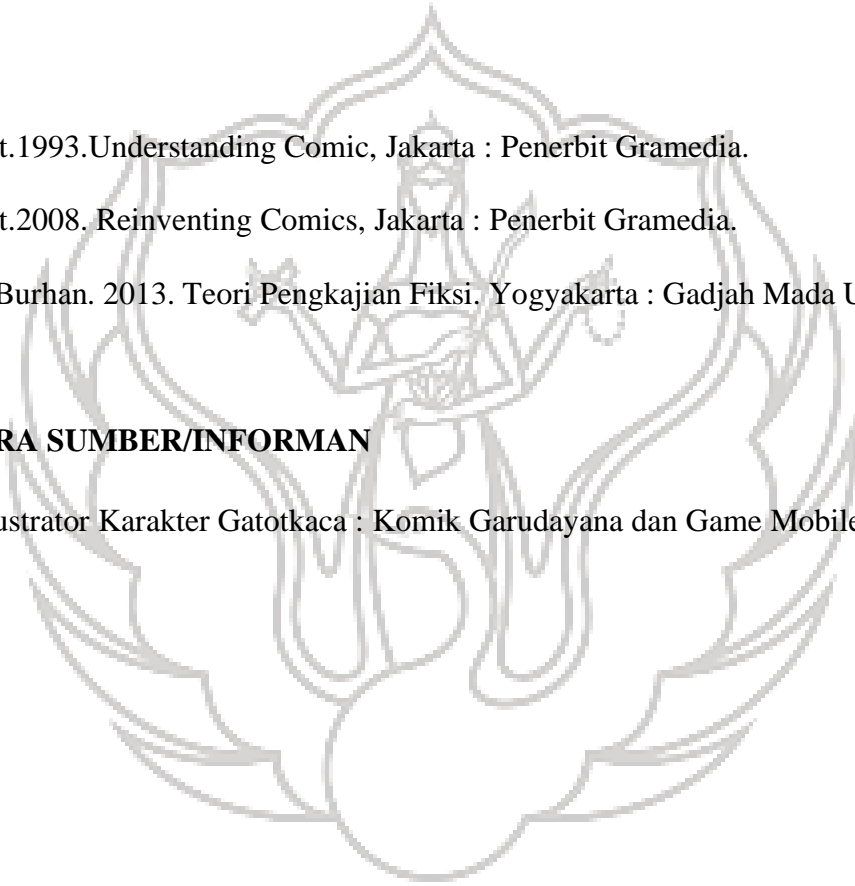 t.1993.Understanding Comic, Jakarta : Penerbit Gramedia.
t.2008. Reinventing Comics, Jakarta : Penerbit Gramedia.
Burhan. 2013. Teori Pengkajian Fiksi. Yogyakarta : Gadjah Mada U
RA SUMBER/INFORMAN
ustrator Karakter Gatotkaca : Komik Garudayana dan Game Mobile